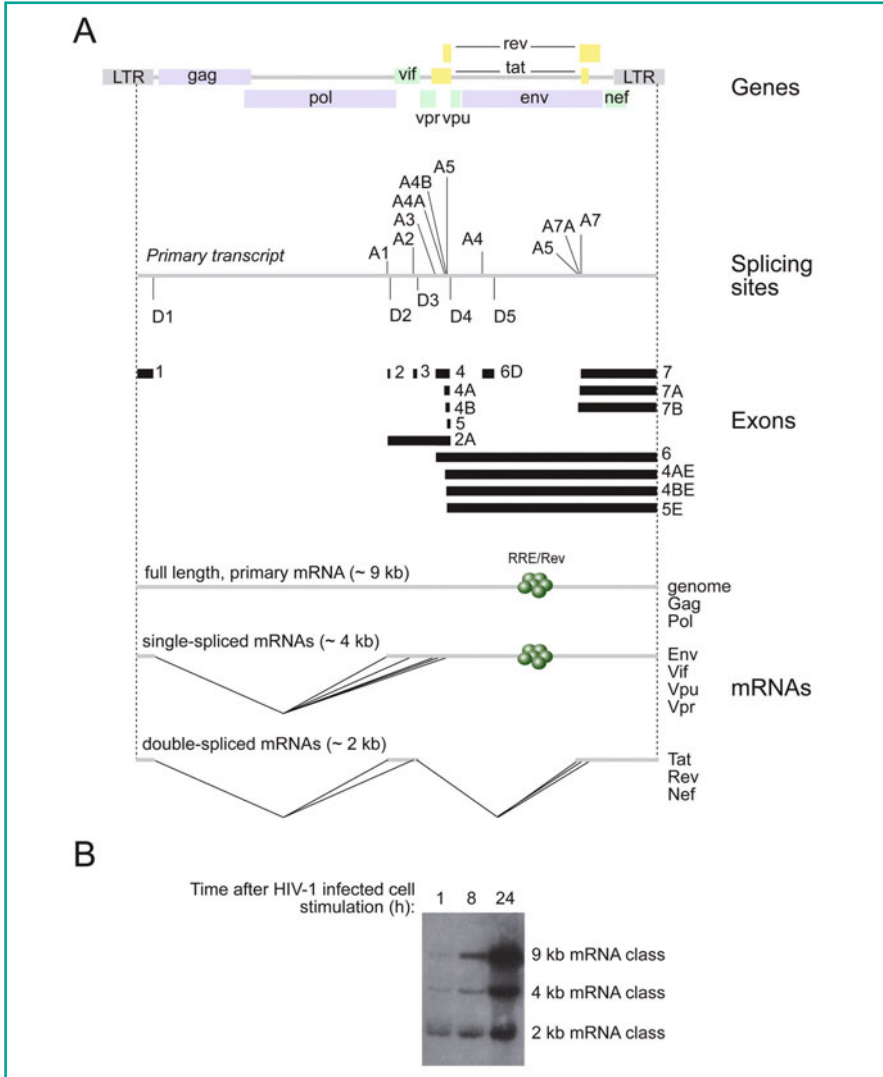 A
rev
LTR gag vif tat LTR Genes
pol env nef
vpr vpu
A5
A4B
A4A
A3 A7A A7
A2 A4 A5
Primary transcript A1 Splicing
sites
D3
D1 D2 D4 D5
1 2 3 4 6D 7
4A 7A
4B 7B
5 Exons
2A
6
4AE
4BE
5E
RRE/Rev
full length, primary mRNA (~ 9 kb) genome
Gag
Pol
single-spliced mRNAs (~ 4 kb) Env
Vif
Vpu mRNAs
Vpr
double-spliced mRNAs (~ 2 kb) Tat
Rev
Nef
B
Time after HIV-1 infected cell
stimulation (h): 1 8 24
9 kb mRNA class
4 kb mRNA class
2 kb mRNA class